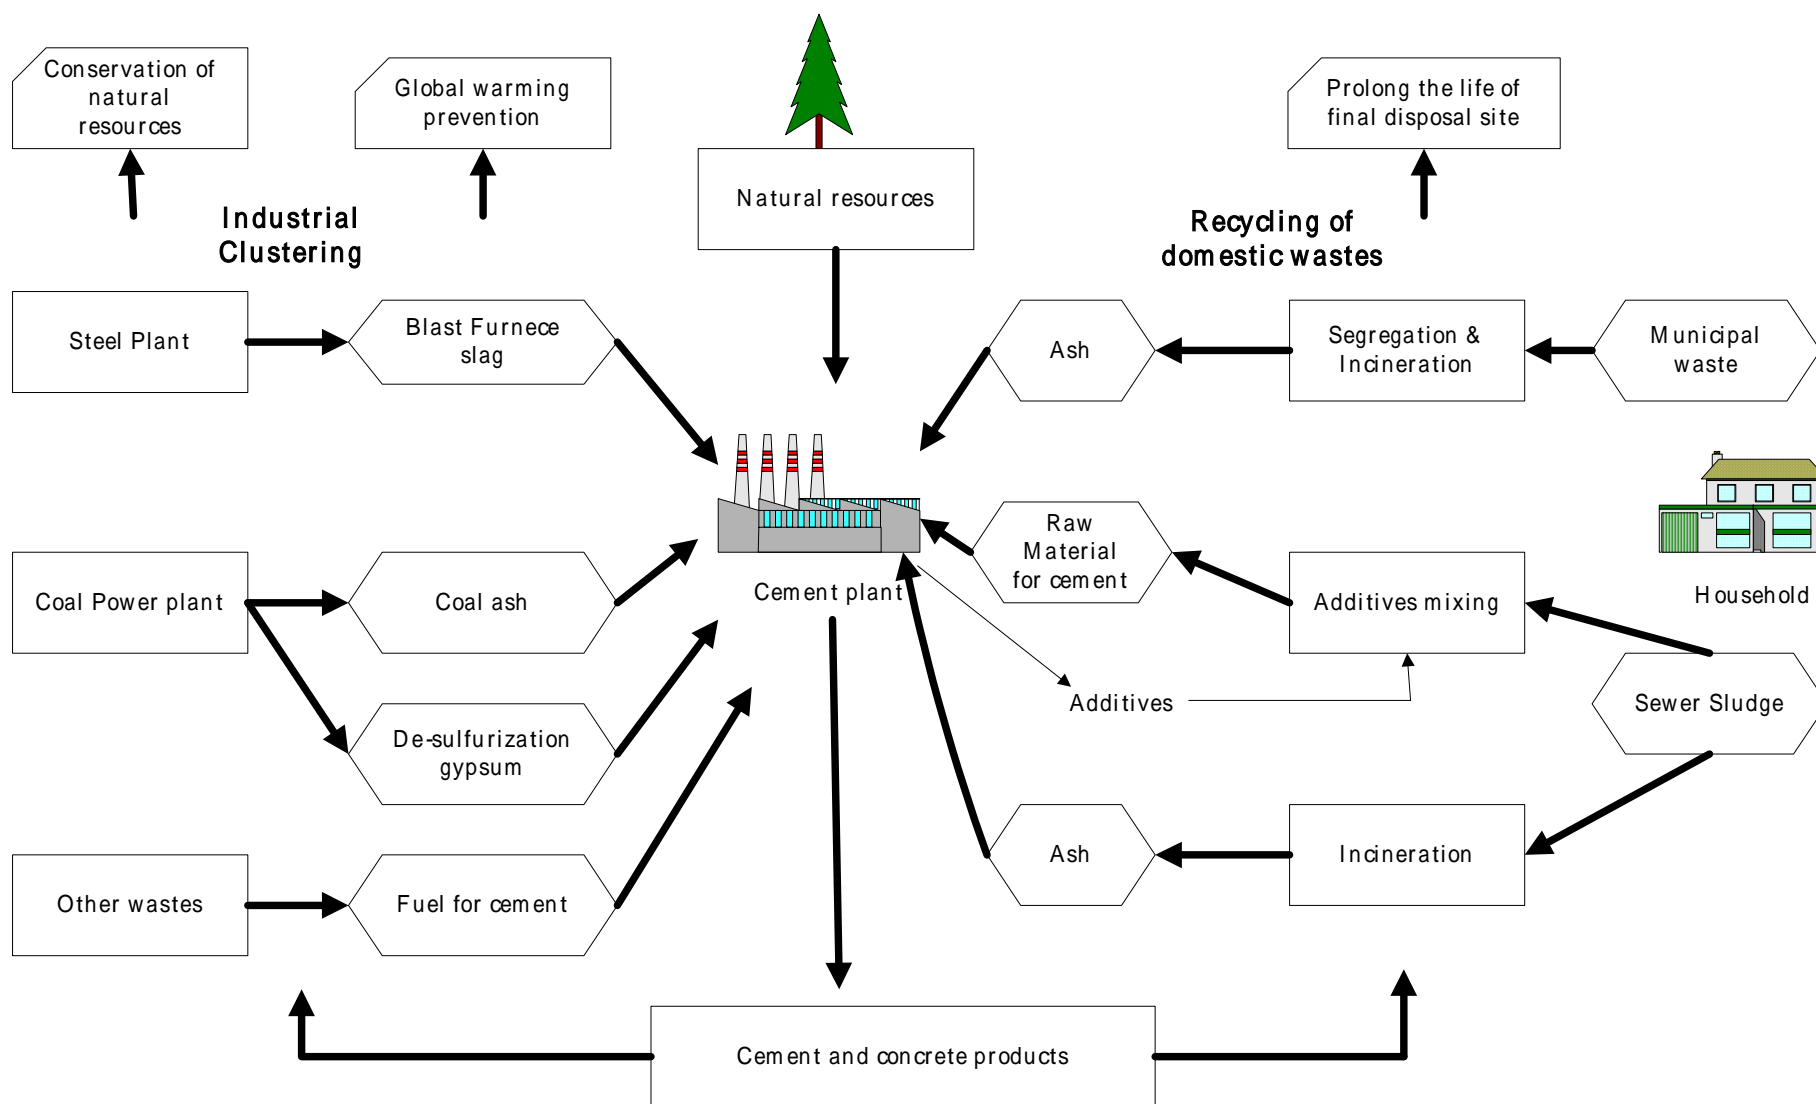 Conservation of
natural
resources
Global warming
prevention
Prolong the life of
final disposal site
Natural resources
Industrial
Clustering
Recycling of
domestic wastes
Steel Plant
Blast Furnece
slag
Ash
Segregation &
Incineration
Municipal
waste
Raw
Material
for cement
Cement plant
Coal Power plant
Coal ash
Additives mixing
Household
Additives
Sewer Sludge
De-sulfurization
gypsum
Ash
Incineration
Other wastes
Fuel for cement
Cement and concrete products